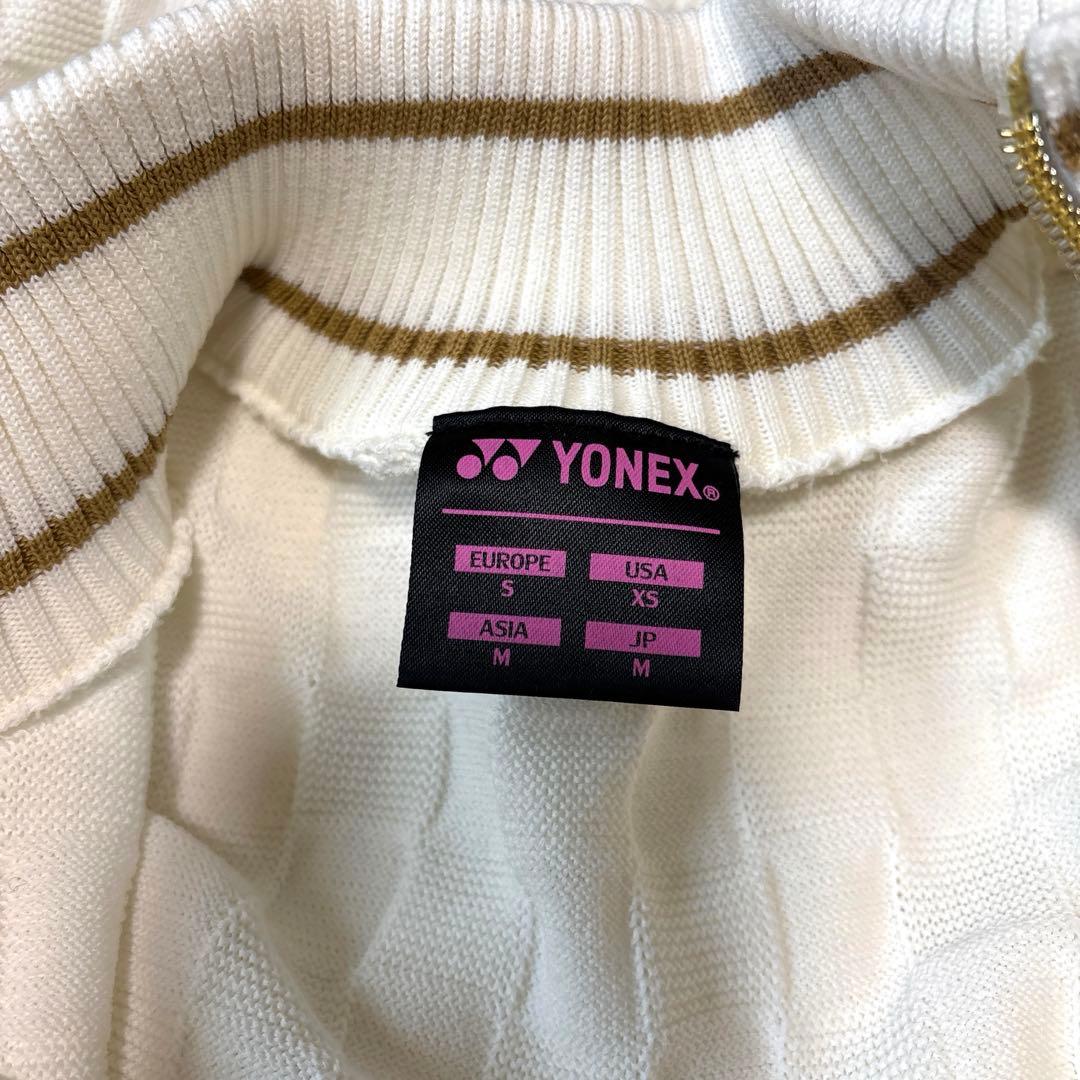 YONEX®
EUROPE USA
S XS
ASIA JP
M M